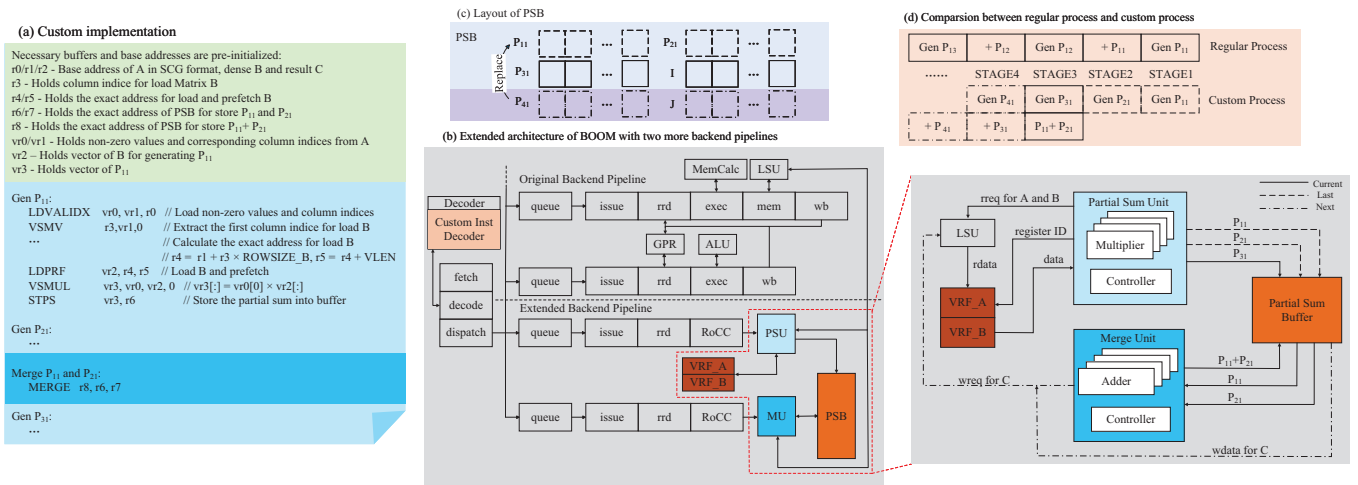 (a) Custom implementation
Necessary buffers and base addresses are pre-initialized:
r0/r1/r2 - Base address of A in SCG format, dense B and result C
r3 - Holds column indice for load Matrix B
r4/r5 - Holds the exact address for load and prefetch B
r6/r7 - Holds the exact address of PSB for store P11 and P21
r8 - Holds the exact address of PSB for store P11+ P21
vr0/vr1 - Holds non-zero values and corresponding column indices from A
vr2 – Holds vector of B for generating P11
vr3 - Holds vector of P11
Gen P11:
LDVALIDX vr0, vr1, r0 // Load non-zero values and column indices
VSMV r3,vr1,0 // Extract the first column indice for load B
... // Calculate the exact address for load B
// r4 = r1 + r3 × ROWSIZE_B, r5 = r4 + VLEN
LDPRF vr2, r4, r5 // Load B and prefetch
VSMUL vr3, vr0, vr2, 0 // vr3[:] = vr0[0] × vr2[:]
STPS vr3, r6 // Store the partial sum into buffer
Gen P21:
...
Merge P11 and P21:
MERGE r8, r6, r7
Gen P31:
...
(c) Layout of PSB
PSB
Replace
P11 ... P21 ...
P31 ... I ...
P41 ... J ...
(b) Extended architecture of BOOM with two more backend pipelines
Original Backend Pipeline
MemCalc
LSU
Decoder
Custom Inst
Decoder
queue
issue
rrd
exec
mem
wb
GPR
ALU
fetch
decode
dispatch
queue
issue
rrd
exec
wb
Extended Backend Pipeline
queue
issue
rrd
RoCC
PSU
VRF_A
VRF_B
queue
issue
rrd
RoCC
MU
PSB
(d) Comparsion between regular process and custom process
Gen P13
+ P12
Gen P12
+ P11
Gen P11
Regular Process
......
STAGE4
STAGE3
STAGE2
STAGE1
Gen P41
Gen P31
Gen P21
Gen P11
Custom Process
+ P41
+ P31
P11+ P21
Current
Last
Next
rreq for A and B
Partial Sum Unit
LSU
register ID
Multiplier
P11
P21
P31
rdata
data
Controller
VRF_A
VRF_B
Partial Sum
Buffer
Merge Unit
Adder
P11+P21
P11
P21
wreq for C
Controller
wdata for C